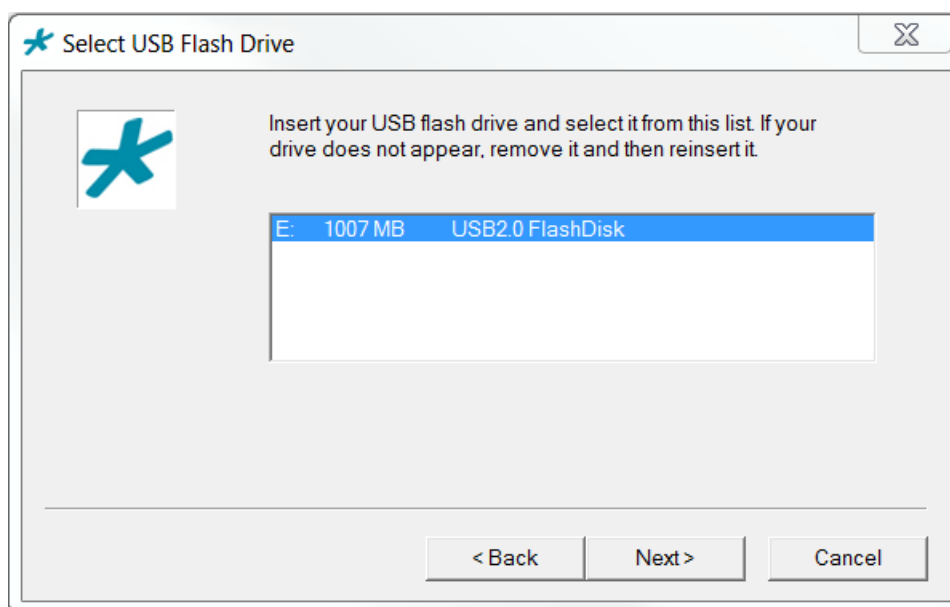 Select USB Flash Drive
Insert your USB flash drive and select it from this list. If your
drive does not appear, remove it and then reinsert it.
E: 1007 MB USB2.0 FlashDisk
< Back Next > Cancel